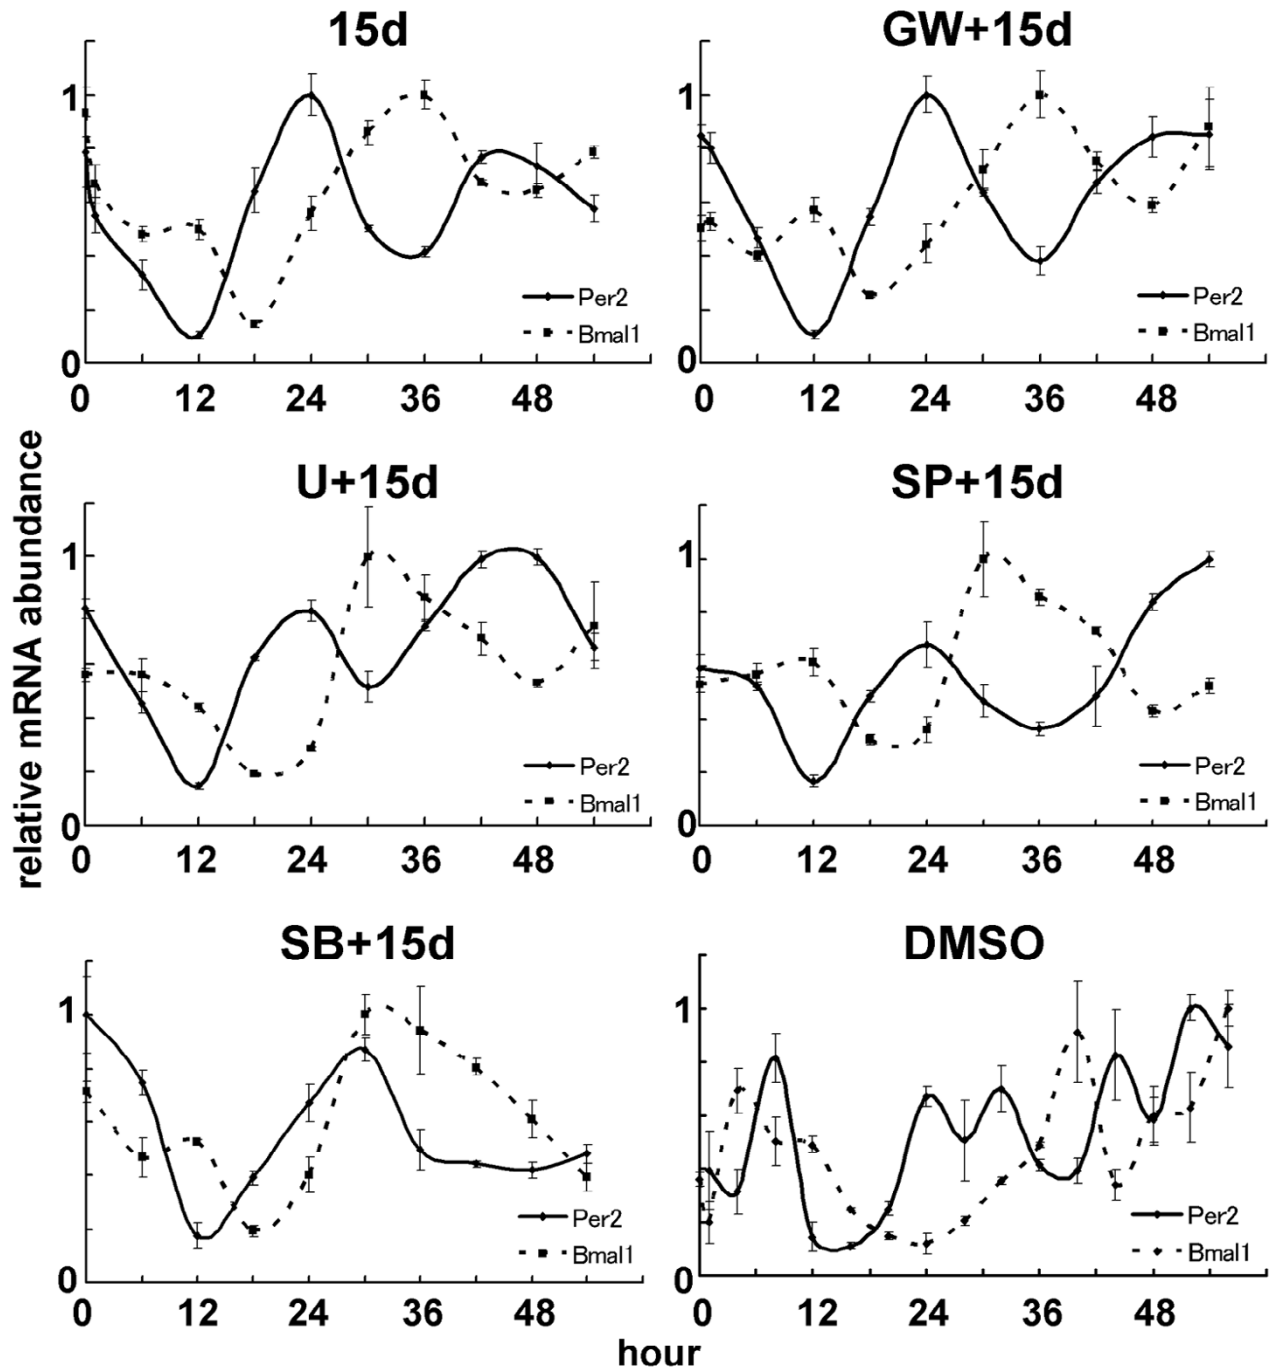 15d
1
0
0 12 24 36 48
Per2
Bmal1
GW+15d
1
0
0 12 24 36 48
Per2
Bmal1
relative mRNA abundance
U+15d
1
0
0 12 24 36 48
Per2
Bmal1
SP+15d
1
0
0 12 24 36 48
Per2
Bmal1
SB+15d
1
0
0 12 24 36 48
Per2
Bmal1
DMSO
1
0
0 12 24 36 48
Per2
Bmal1
hour